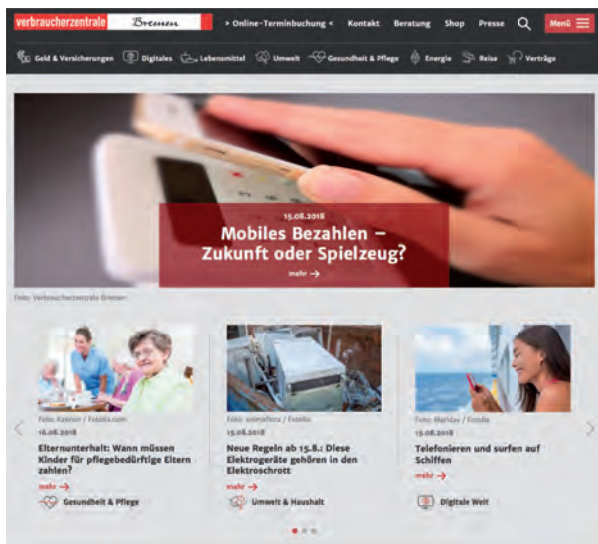 verbraucherzentrale Bremen
> Online-Terminbuchung < Kontakt Beratung Shop Presse Menü
Geld & Versicherungen Digitales Lebensmittel Umwelt Gesundheit & Pflege Energie Reise Verträge
15.08.2018
Mobiles Bezahlen –
Zukunft oder Spielzeug?
mehr →
Foto: Verbraucherzentrale Bremen
Foto: / Fotolia.com
16.08.2018
Elternunterhalt: Wann müssen
Kinder für pflegebedürftige Eltern
zahlen?
mehr →
Gesundheit & Pflege
Foto: / Fotolia
15.08.2018
Neue Regeln ab 15.8.: Diese
Elektrogeräte gehören in den
Elektroschrott
mehr →
Umwelt & Haushalt
Foto: Maridav / Fotolia
15.08.2018
Telefonieren und surfen auf
Schiffen
mehr →
Digitale Welt